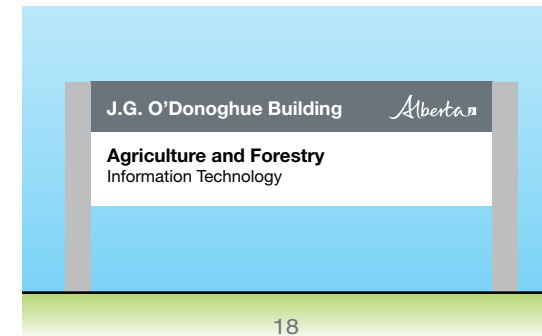 J.G. O’Donoghue Building Alberta
Agriculture and Forestry
Information Technology
18